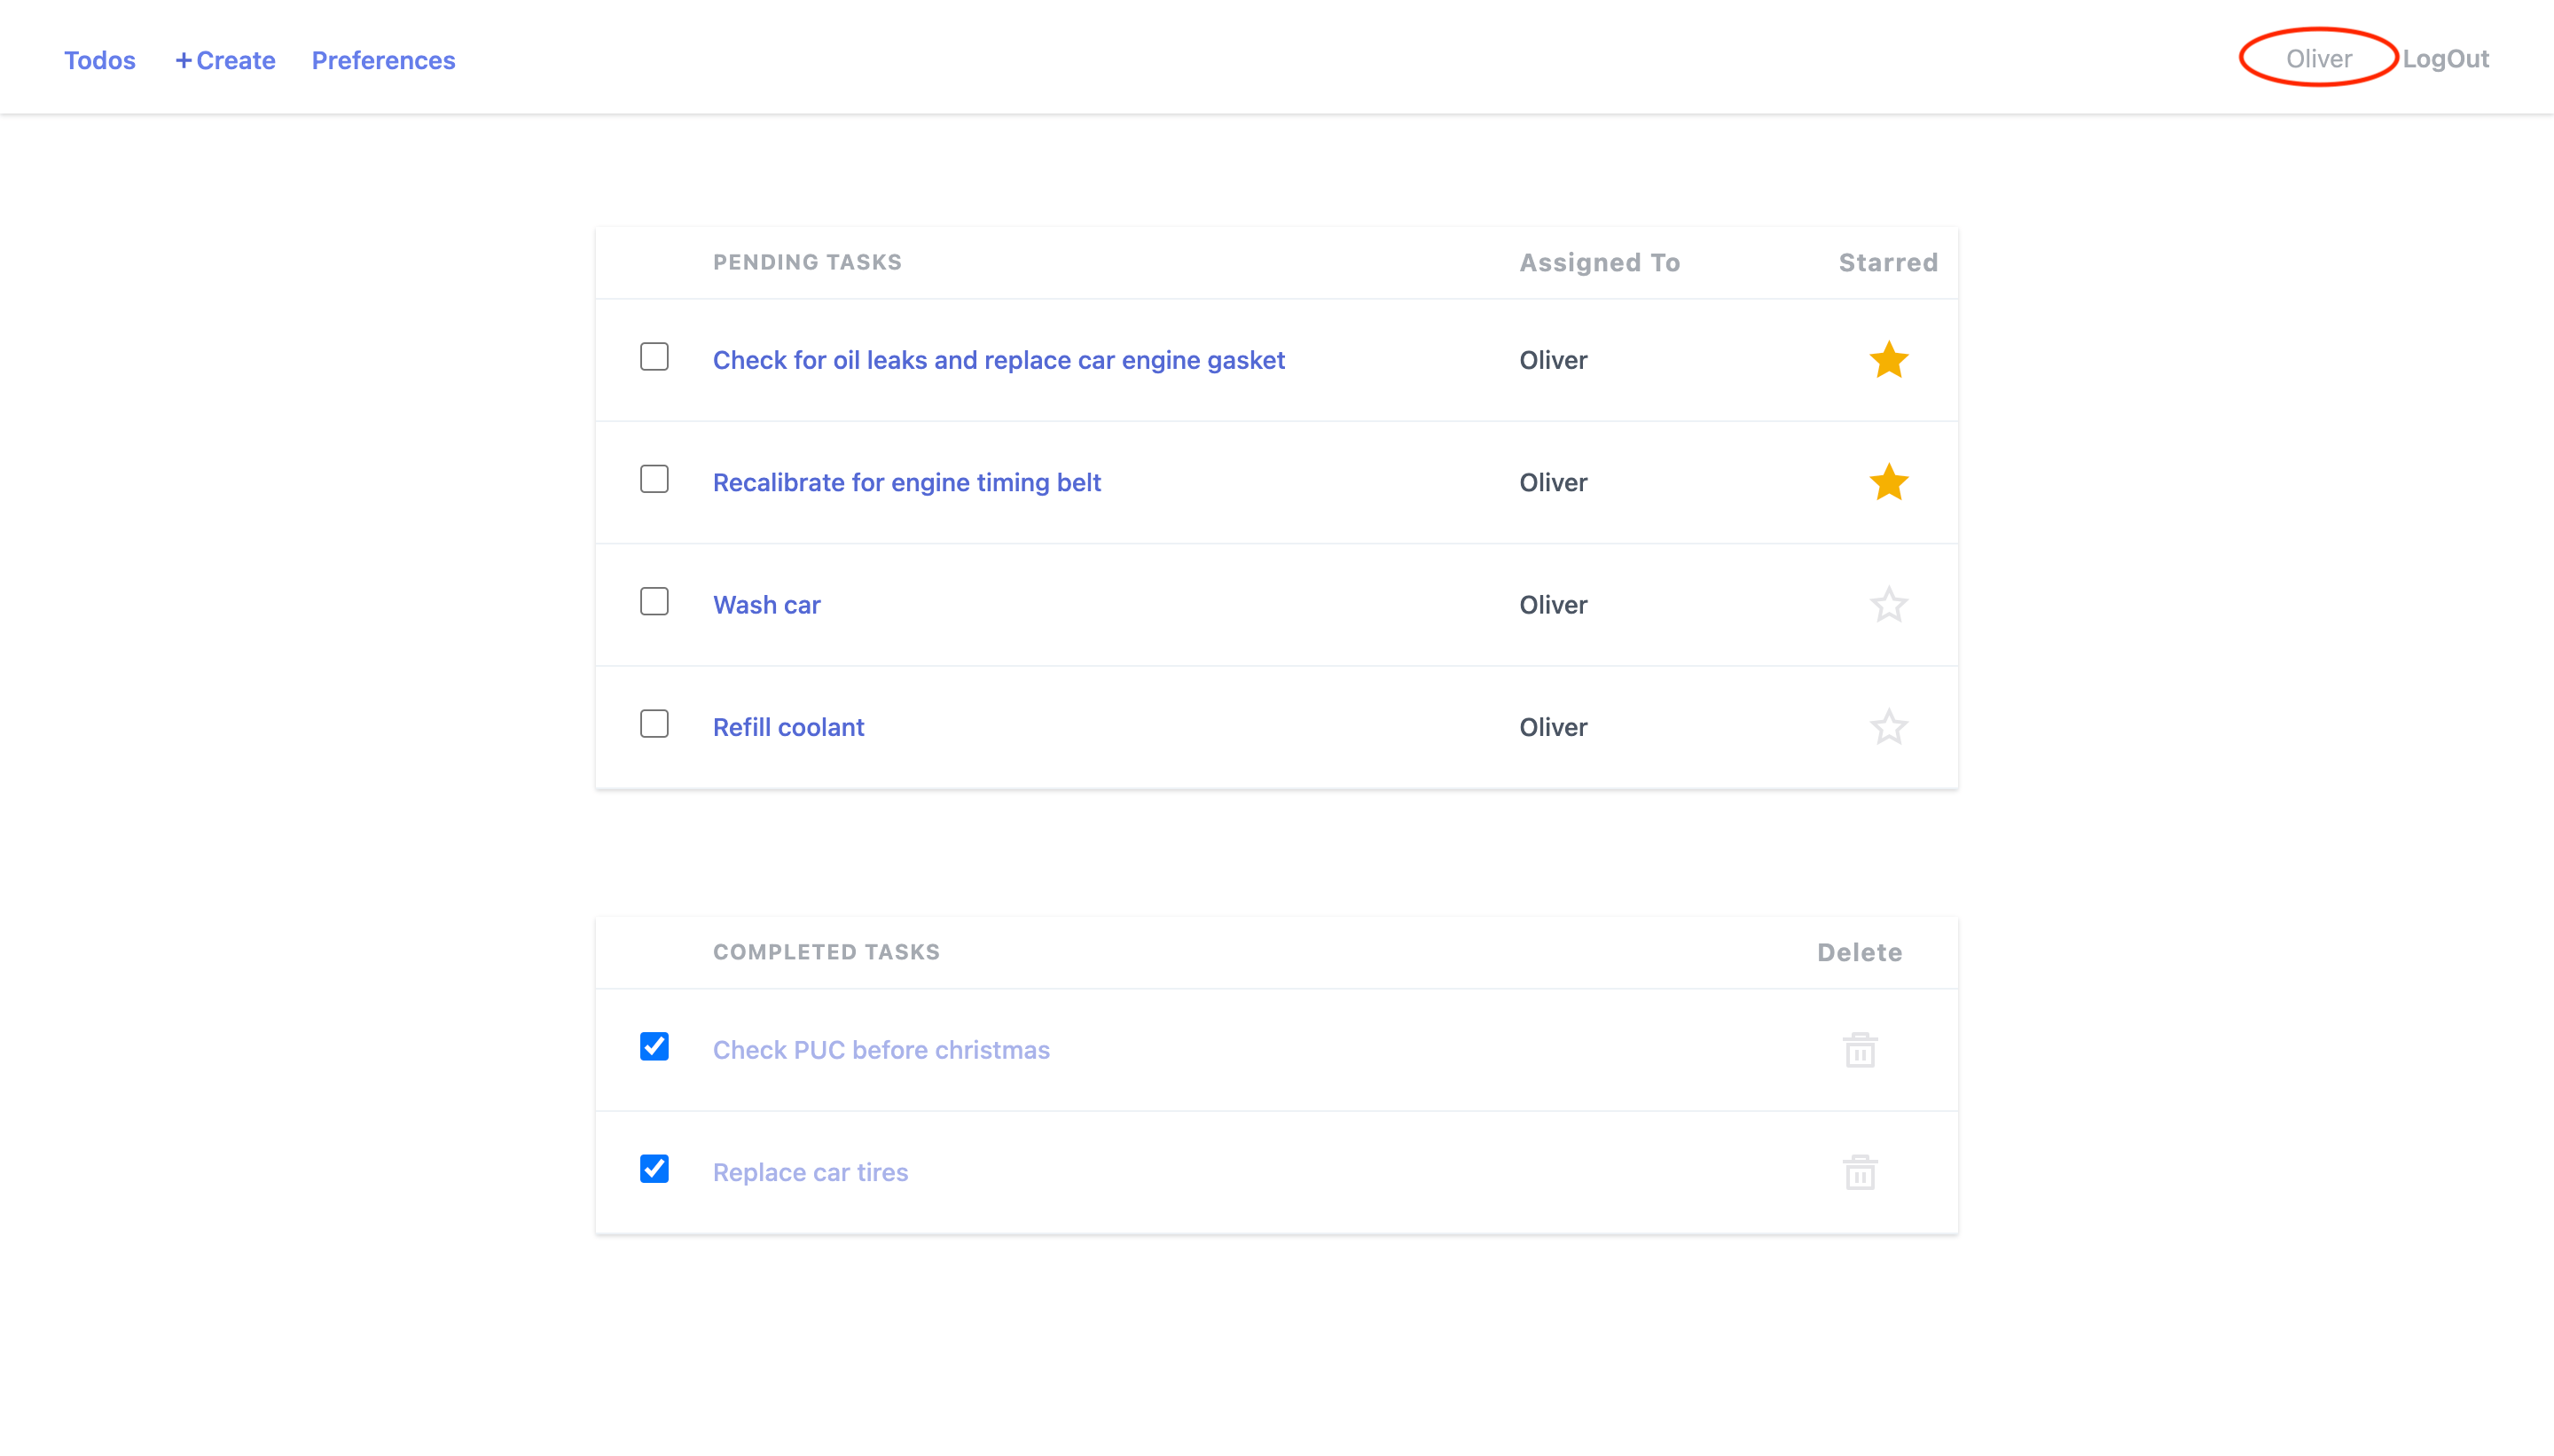 Todos +Create Preferences Oliver LogOut
PENDING TASKS Assigned To Starred
Check for oil leaks and replace car engine gasket Oliver
Recalibrate for engine timing belt Oliver
Wash car Oliver
Refill coolant Oliver
COMPLETED TASKS Delete
Check PUC before christmas
Replace car tires